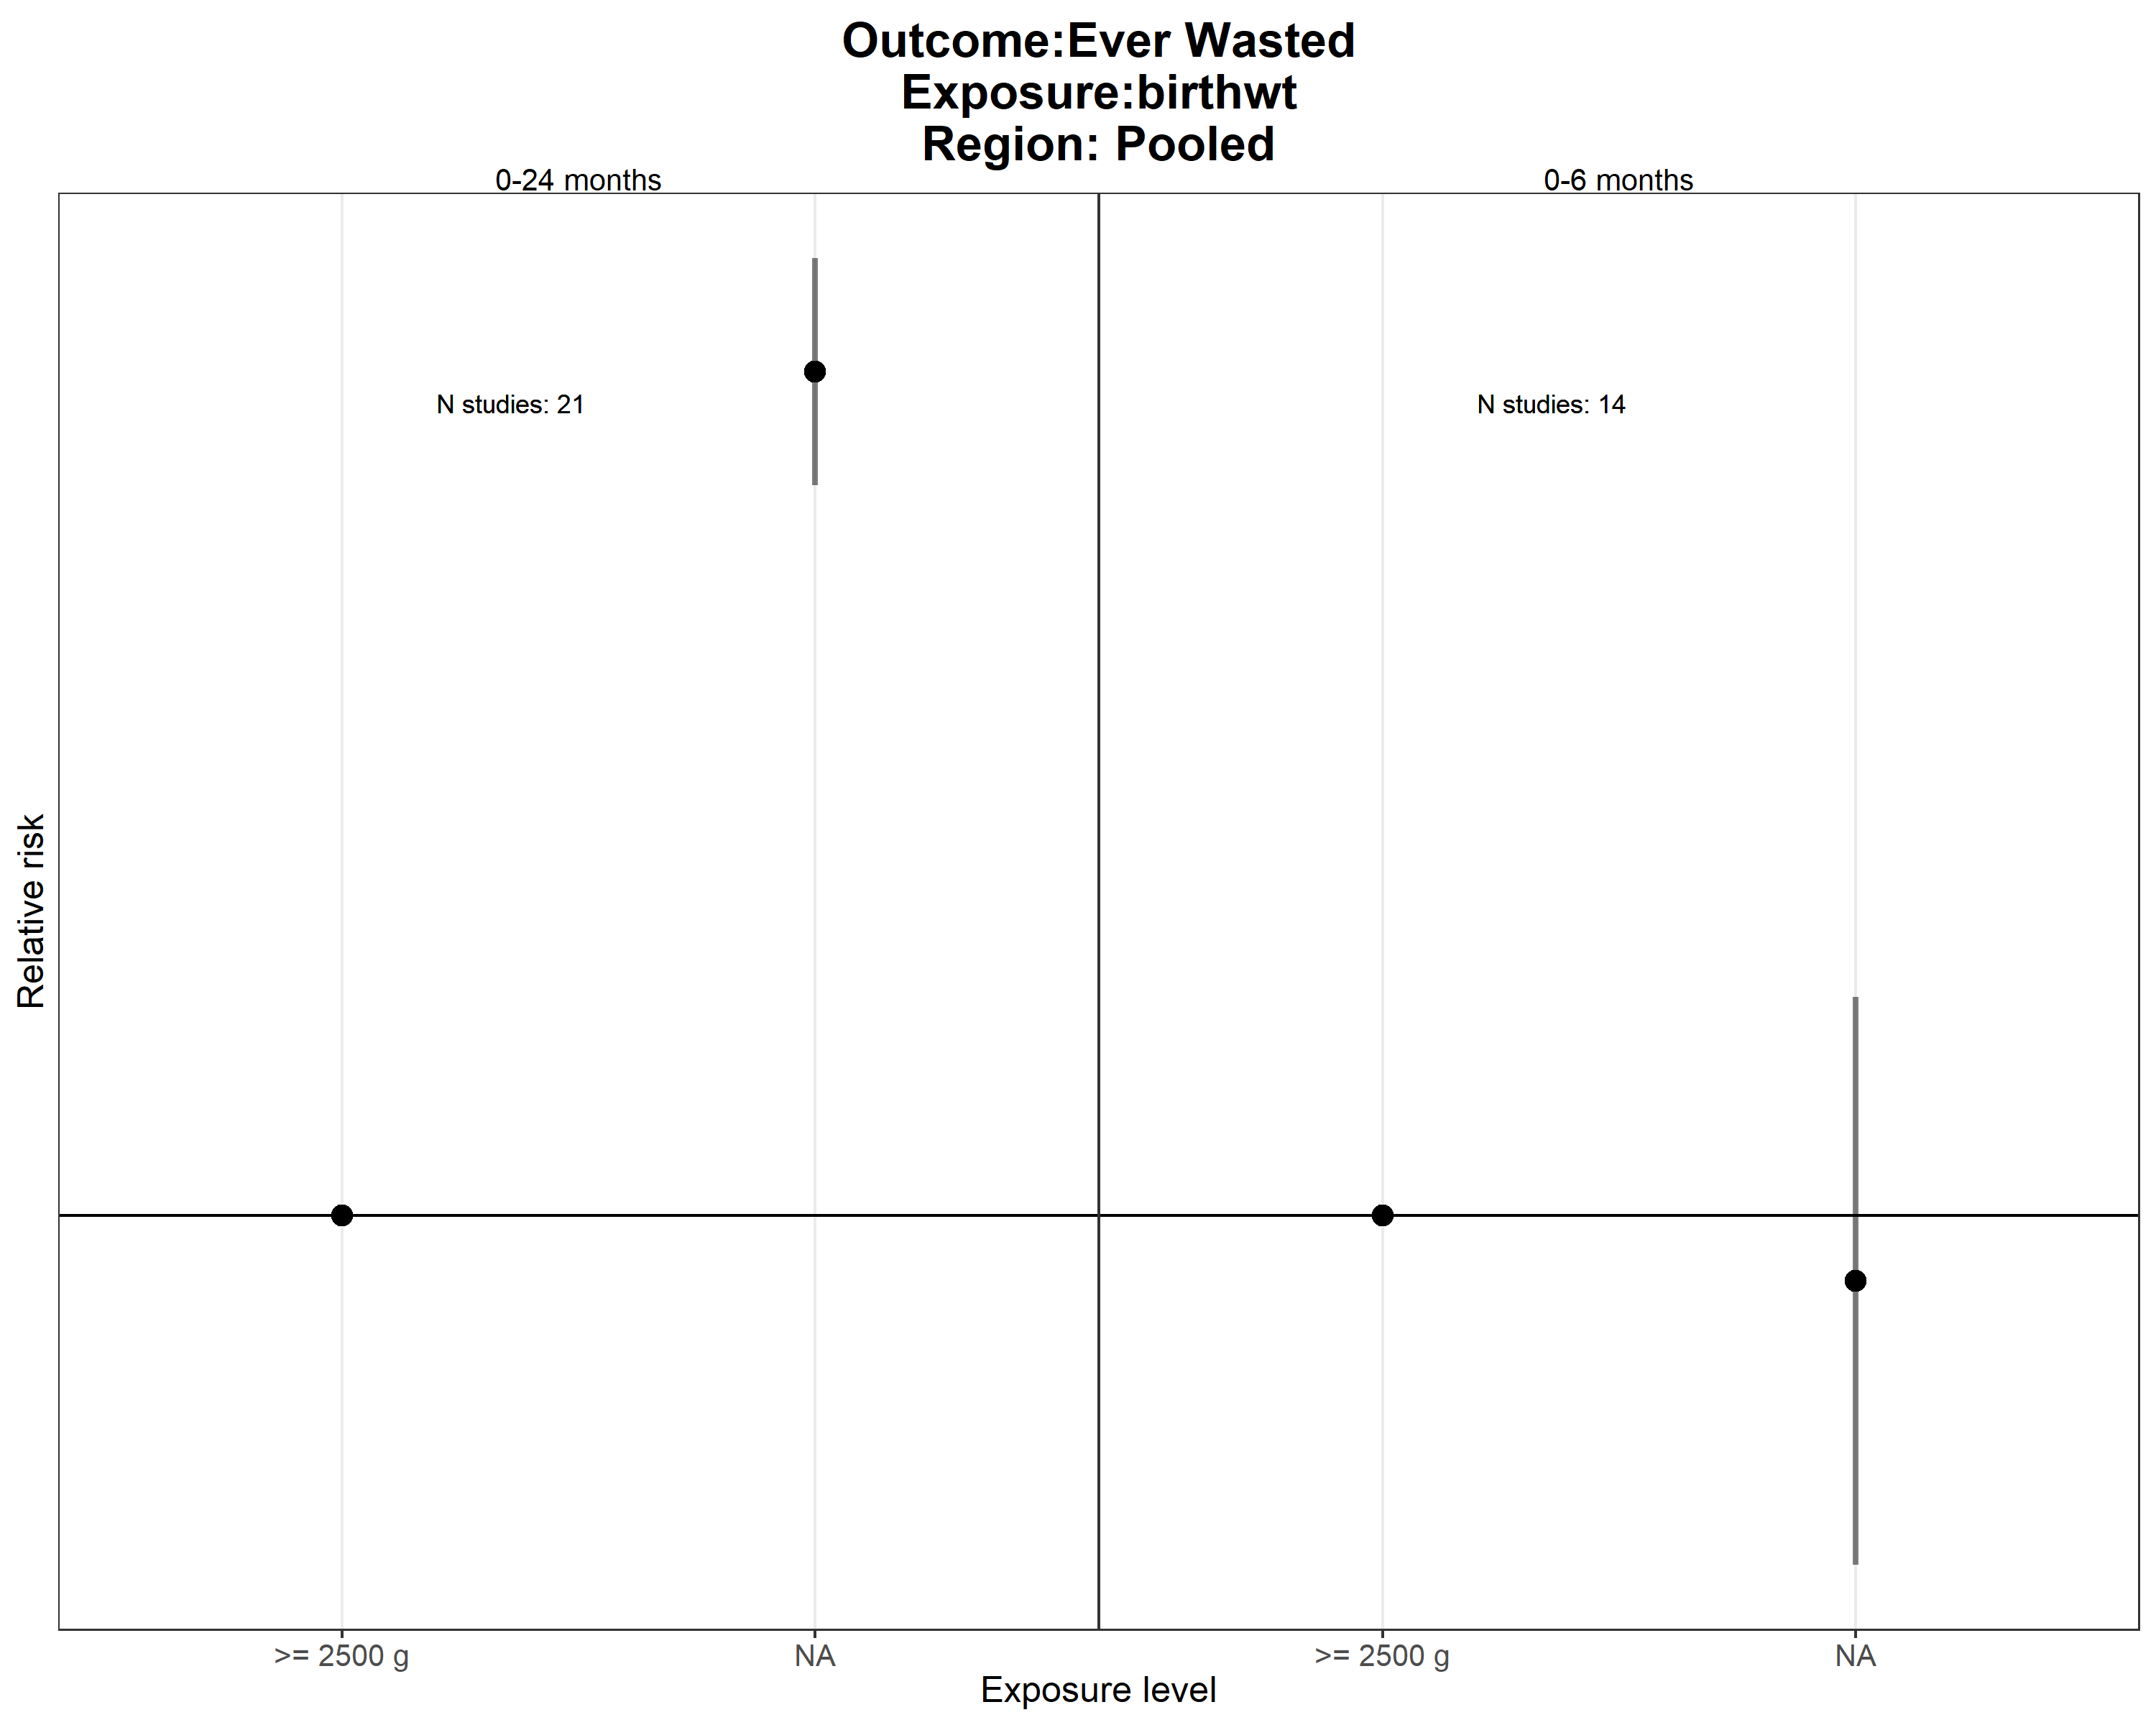 Outcome:Ever Wasted
Exposure:birthwt
Region: Pooled
0-24 months
0-6 months
N studies: 21
N studies: 14
Relative risk
>= 2500 g
NA
>= 2500 g
NA
Exposure level